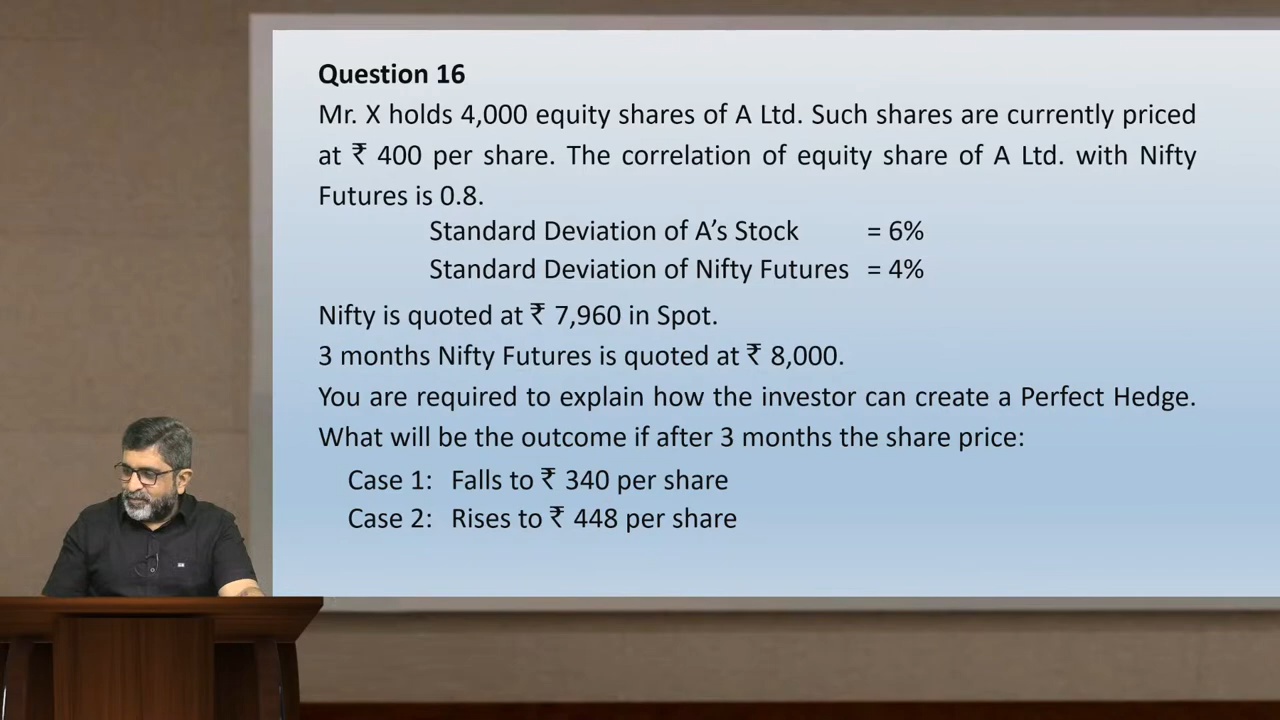 Question 16
Mr. X holds 4,000 equity shares of A Ltd. Such shares are currently priced
at ₹ 400 per share. The correlation of equity share of A Ltd. with Nifty
Futures is 0.8.
Standard Deviation of A’s Stock = 6%
Standard Deviation of Nifty Futures = 4%
Nifty is quoted at ₹ 7,960 in Spot.
3 months Nifty Futures is quoted at ₹ 8,000.
You are required to explain how the investor can create a Perfect Hedge.
What will be the outcome if after 3 months the share price:
Case 1: Falls to ₹ 340 per share
Case 2: Rises to ₹ 448 per share